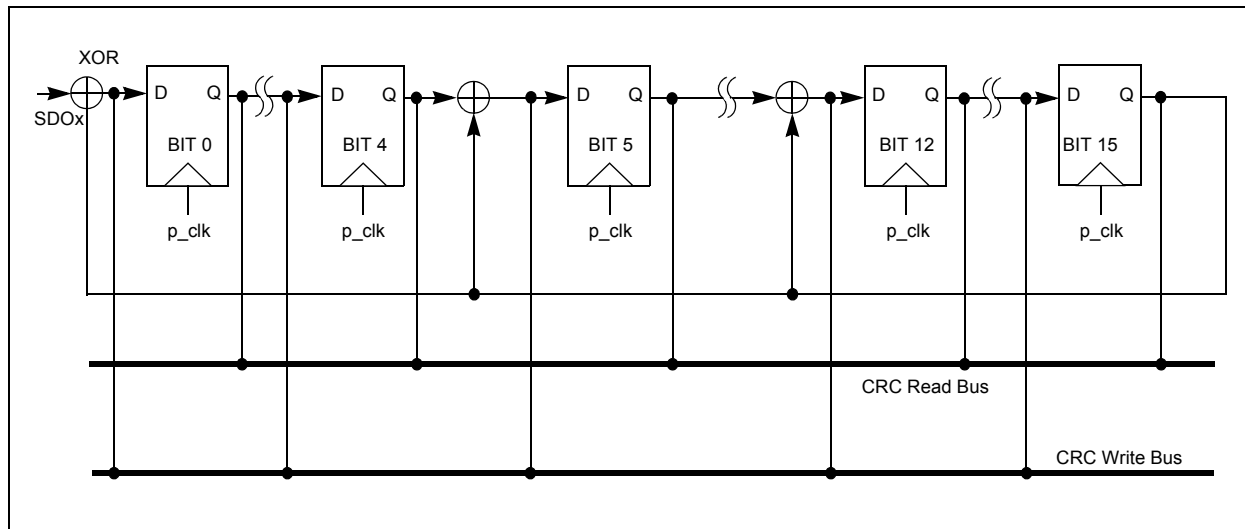 XOR
SDOx
D Q
BIT 0
p_clk
D Q
BIT 4
p_clk
D Q
BIT 5
p_clk
D Q
BIT 12
p_clk
D Q
BIT 15
p_clk
CRC Read Bus
CRC Write Bus